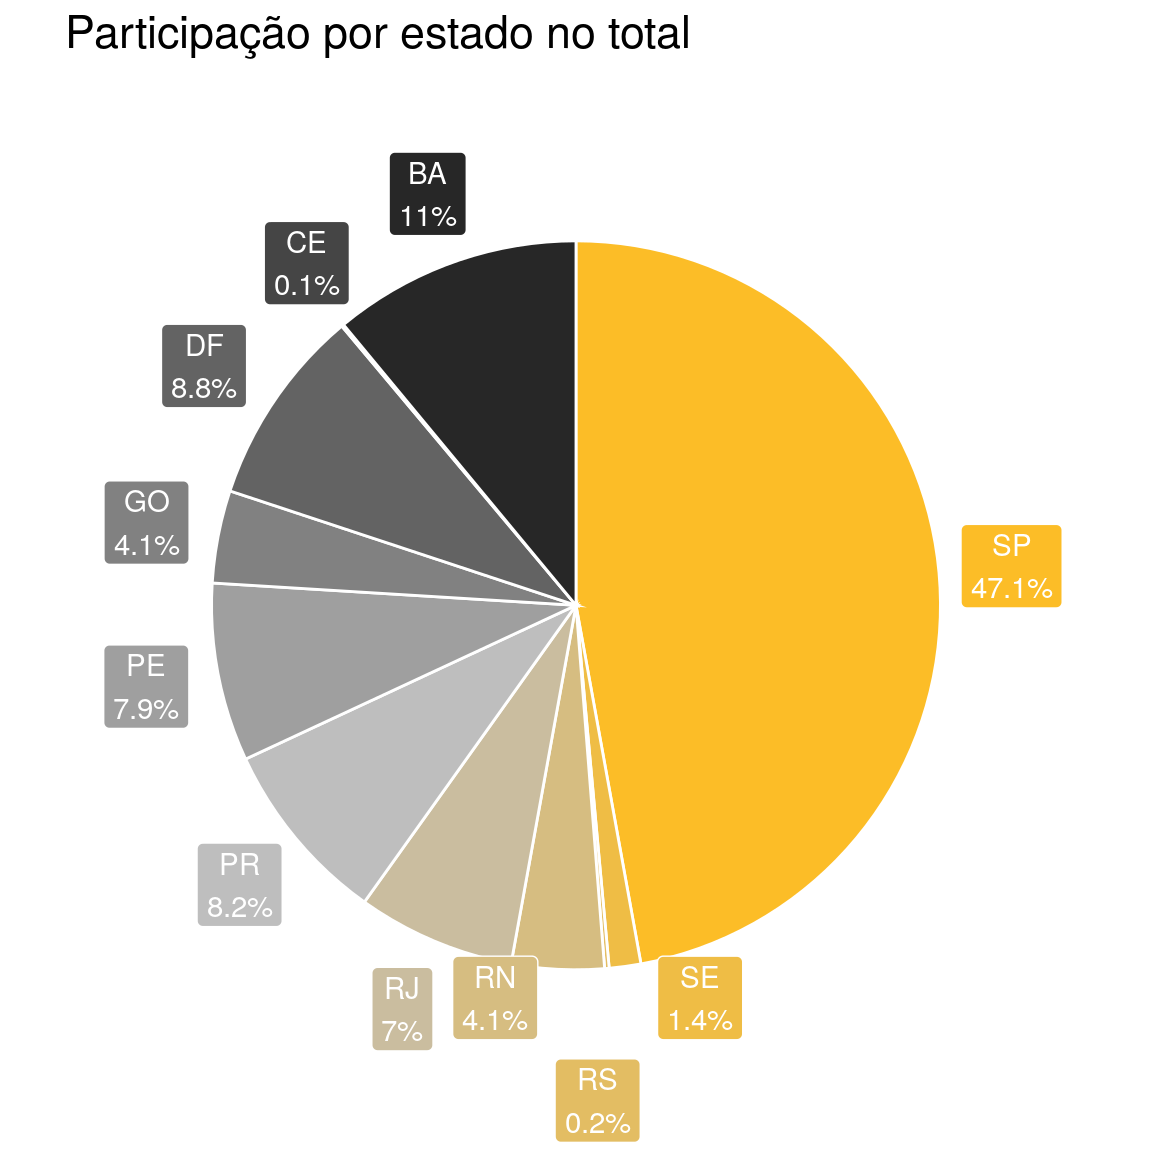 Participação por estado no total
BA
11%
CE
0.1%
DF
8.8%
GO
4.1%
SP
47.1%
PE
7.9%
PR
8.2%
RJ
7%
RN
4.1%
SE
1.4%
RS
0.2%